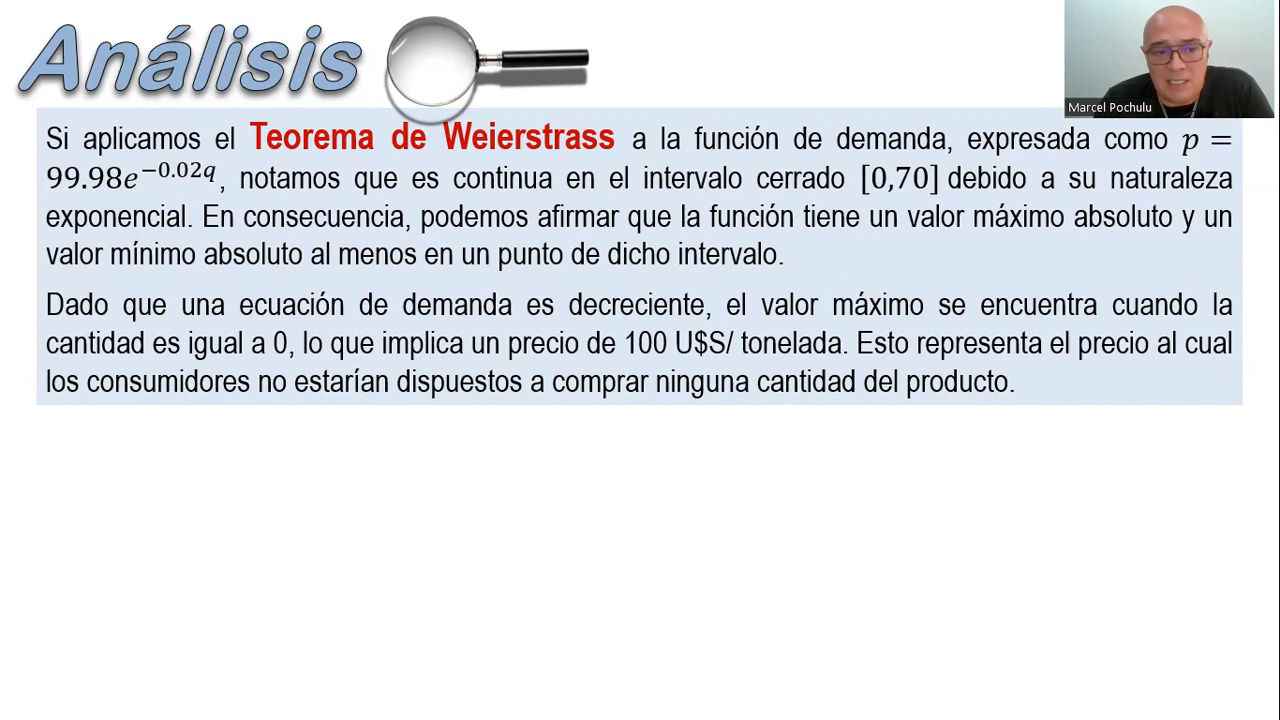 Análisis
Marcel Pochulu
Si aplicamos el Teorema de Weierstrass a la función de demanda, expresada como p =
99.98e^−0.02q, notamos que es continua en el intervalo cerrado [0,70] debido a su naturaleza
exponencial. En consecuencia, podemos afirmar que la función tiene un valor máximo absoluto y un
valor mínimo absoluto al menos en un punto de dicho intervalo.
Dado que una ecuación de demanda es decreciente, el valor máximo se encuentra cuando la
cantidad es igual a 0, lo que implica un precio de 100 U$S/ tonelada. Esto representa el precio al cual
los consumidores no estarían dispuestos a comprar ninguna cantidad del producto.